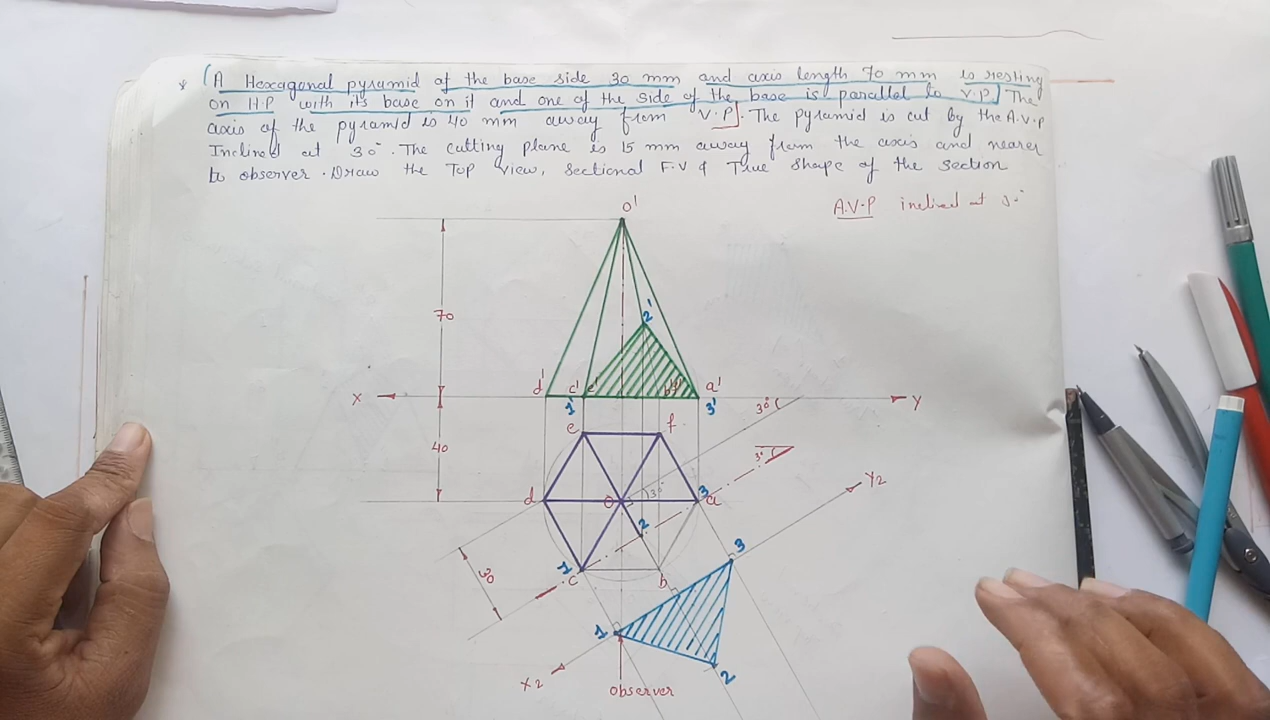 * (A Hexagonal pyramid of the base side 30 mm and axis length 70 mm is resting
on H.P with its base on it and one of the side of the base is parallel to V.P] The
axis of the pyramid is 40 mm away from V.P]. The pyramid is cut by the A.V.P
Inclined at 30°. The cutting plane is 15 mm away from the axis and nearer
to observer. Draw the Top view, Sectional F.V & True shape of the section
A.V.P inclined at
o'
70
2'
d' c' e' a'
X Y
1' 3' 30°
e f
40 30°
d o 30° 3 a
2 Y2
1 c b
3
1
X2 2
observer